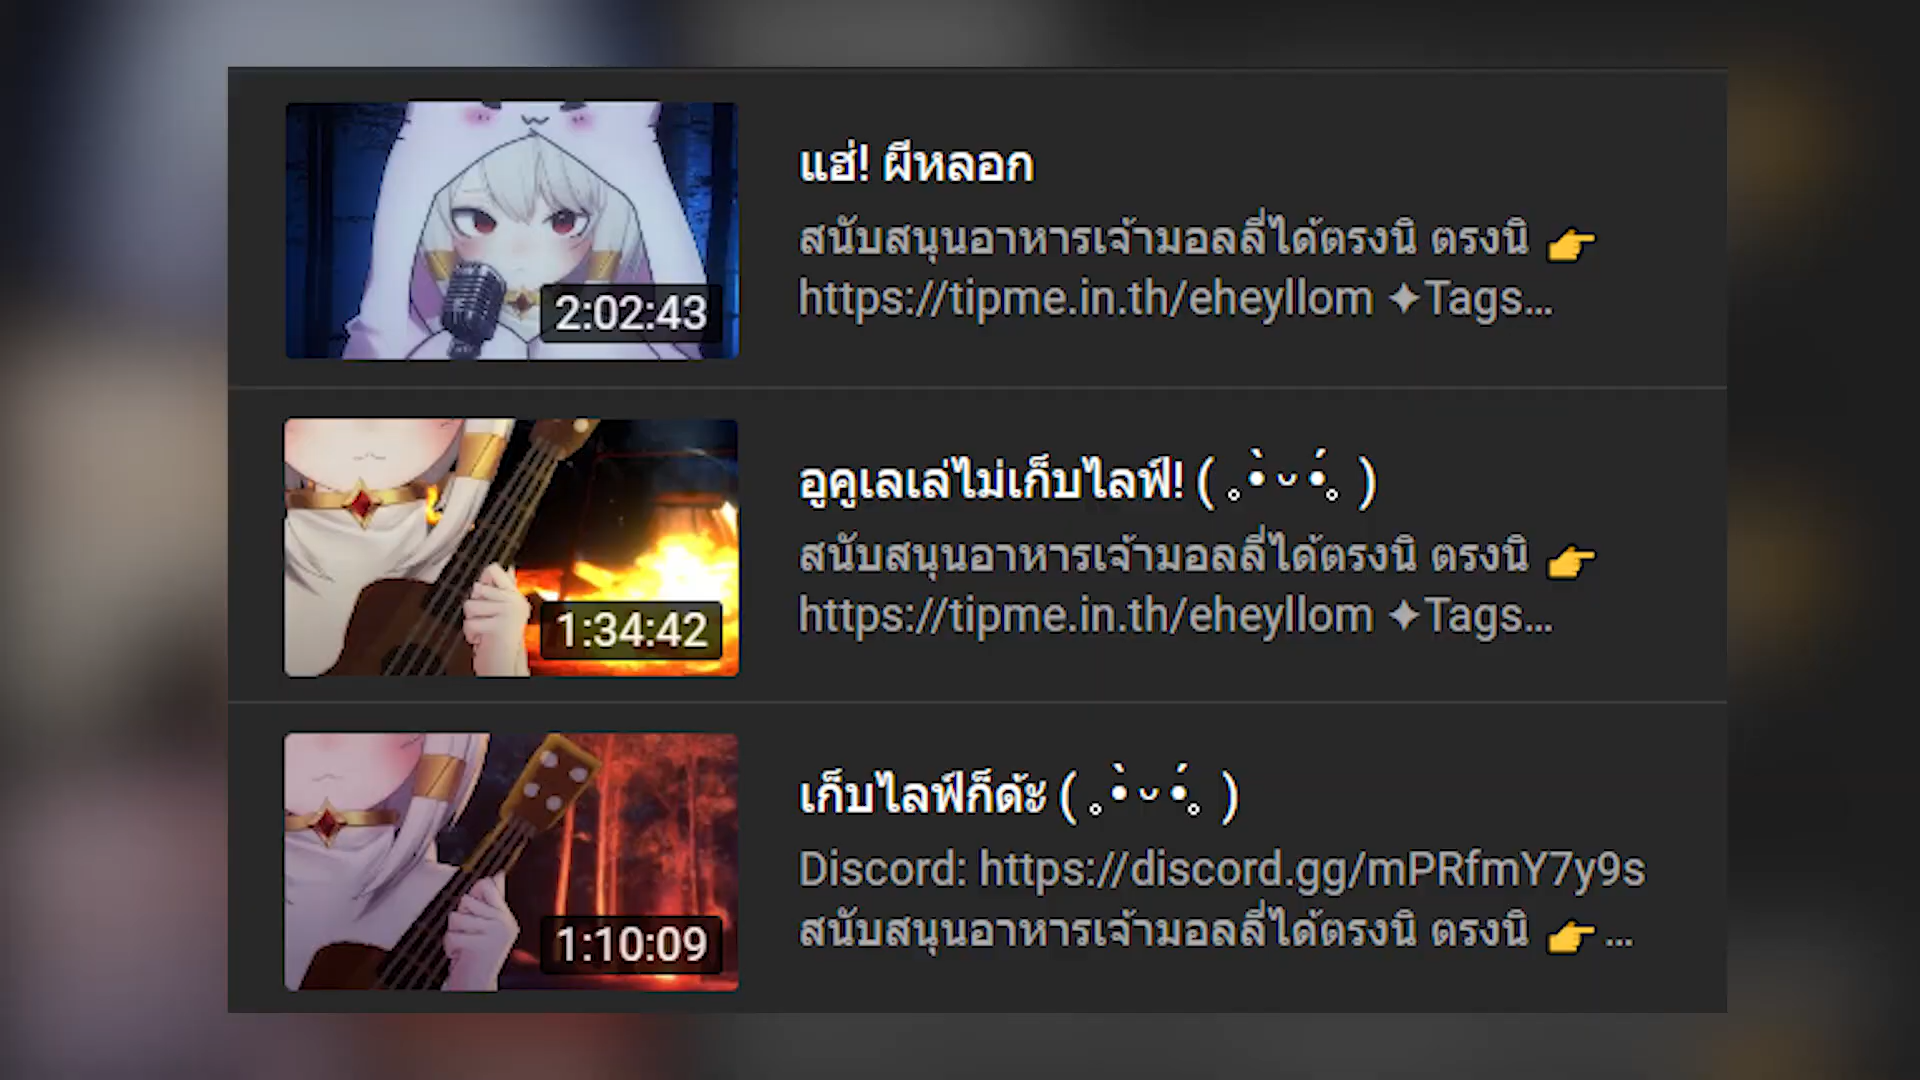 2:02:43
แฮ่! ผีหลอก
สนับสนุนอาหารเจ้ามอลลี่ได้ตรงนี้ ตรงนี้ 👉
https://tipme.in.th/eheyllom ✦Tags...
1:34:42
อูคูเลเล่ไม่เก็บไลฟ์! ( ｡•̀ ᵕ •́｡ )
สนับสนุนอาหารเจ้ามอลลี่ได้ตรงนี้ ตรงนี้ 👉
https://tipme.in.th/eheyllom ✦Tags...
1:10:09
เก็บไลฟ์ก็ด้ะ ( ｡•̀ ᵕ •́｡ )
Discord: https://discord.gg/mPRfmY7y9s
สนับสนุนอาหารเจ้ามอลลี่ได้ตรงนี้ ตรงนี้ 👉 ...